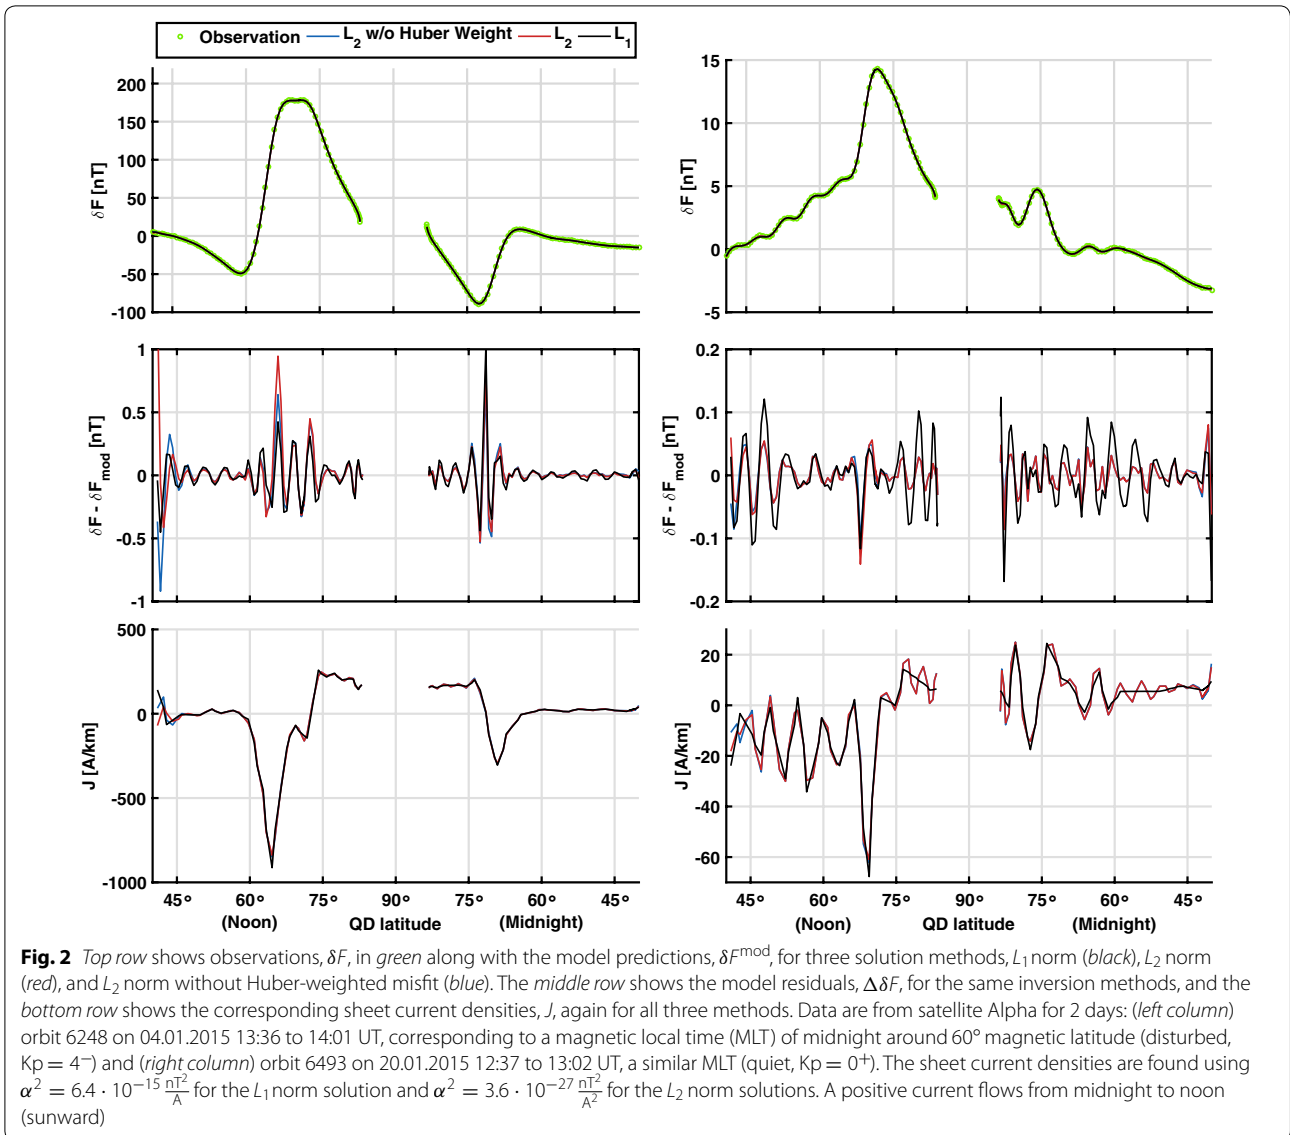 Observation L2 w/o Huber Weight L2 L1
200
150
100
50
0
-50
-100
δF [nT]
15
10
5
0
-5
δF [nT]
1
0.5
0
-0.5
-1
δF - δFmod [nT]
0.2
0.1
0
-0.1
-0.2
δF - δFmod [nT]
500
0
-500
-1000
J [A/km]
45° 60° 75° 90° 75° 60° 45°
(Noon) QD latitude (Midnight)
20
0
-20
-40
-60
J [A/km]
45° 60° 75° 90° 75° 60° 45°
(Noon) QD latitude (Midnight)
Fig. 2 Top row shows observations, δF, in green along with the model predictions, δF^mod, for three solution methods, L1 norm (black), L2 norm
(red), and L2 norm without Huber-weighted misfit (blue). The middle row shows the model residuals, ΔδF, for the same inversion methods, and the
bottom row shows the corresponding sheet current densities, J, again for all three methods. Data are from satellite Alpha for 2 days: (left column)
orbit 6248 on 04.01.2015 13:36 to 14:01 UT, corresponding to a magnetic local time (MLT) of midnight around 60° magnetic latitude (disturbed,
Kp = 4⁻) and (right column) orbit 6493 on 20.01.2015 12:37 to 13:02 UT, a similar MLT (quiet, Kp = 0⁺). The sheet current densities are found using
α² = 6.4 · 10⁻¹⁵ nT²/A for the L1 norm solution and α² = 3.6 · 10⁻²⁷ nT²/A² for the L2 norm solutions. A positive current flows from midnight to noon
(sunward)